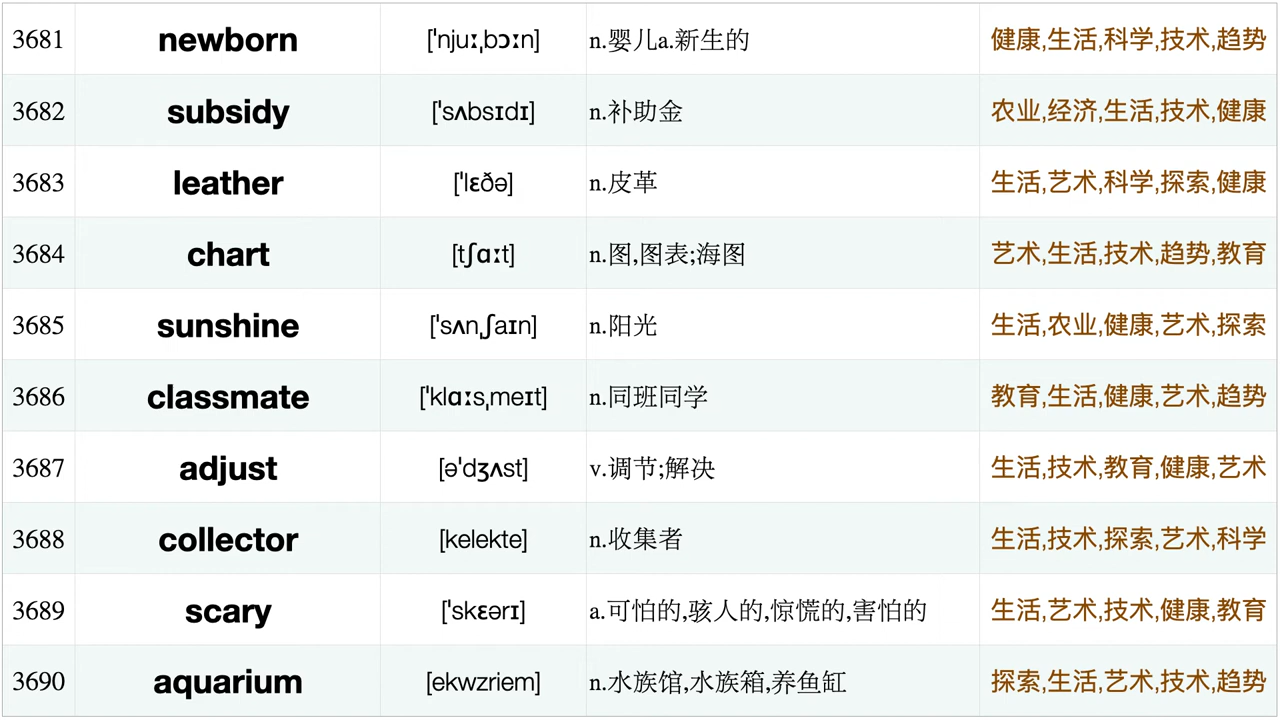 3681 newborn [ˈnjuːˌbɔːn] n.婴儿a.新生的 健康,生活,科学,技术,趋势
3682 subsidy [ˈsʌbsɪdɪ] n.补助金 农业,经济,生活,技术,健康
3683 leather [ˈlɛðə] n.皮革 生活,艺术,科学,探索,健康
3684 chart [tʃɑːt] n.图,图表;海图 艺术,生活,技术,趋势,教育
3685 sunshine [ˈsʌnˌʃaɪn] n.阳光 生活,农业,健康,艺术,探索
3686 classmate [ˈklɑːsˌmeɪt] n.同班同学 教育,生活,健康,艺术,趋势
3687 adjust [əˈdʒʌst] v.调节;解决 生活,技术,教育,健康,艺术
3688 collector [kelekte] n.收集者 生活,技术,探索,艺术,科学
3689 scary [ˈskɛərɪ] a.可怕的,骇人的,惊慌的,害怕的 生活,艺术,技术,健康,教育
3690 aquarium [ekwzriem] n.水族馆,水族箱,养鱼缸 探索,生活,艺术,技术,趋势